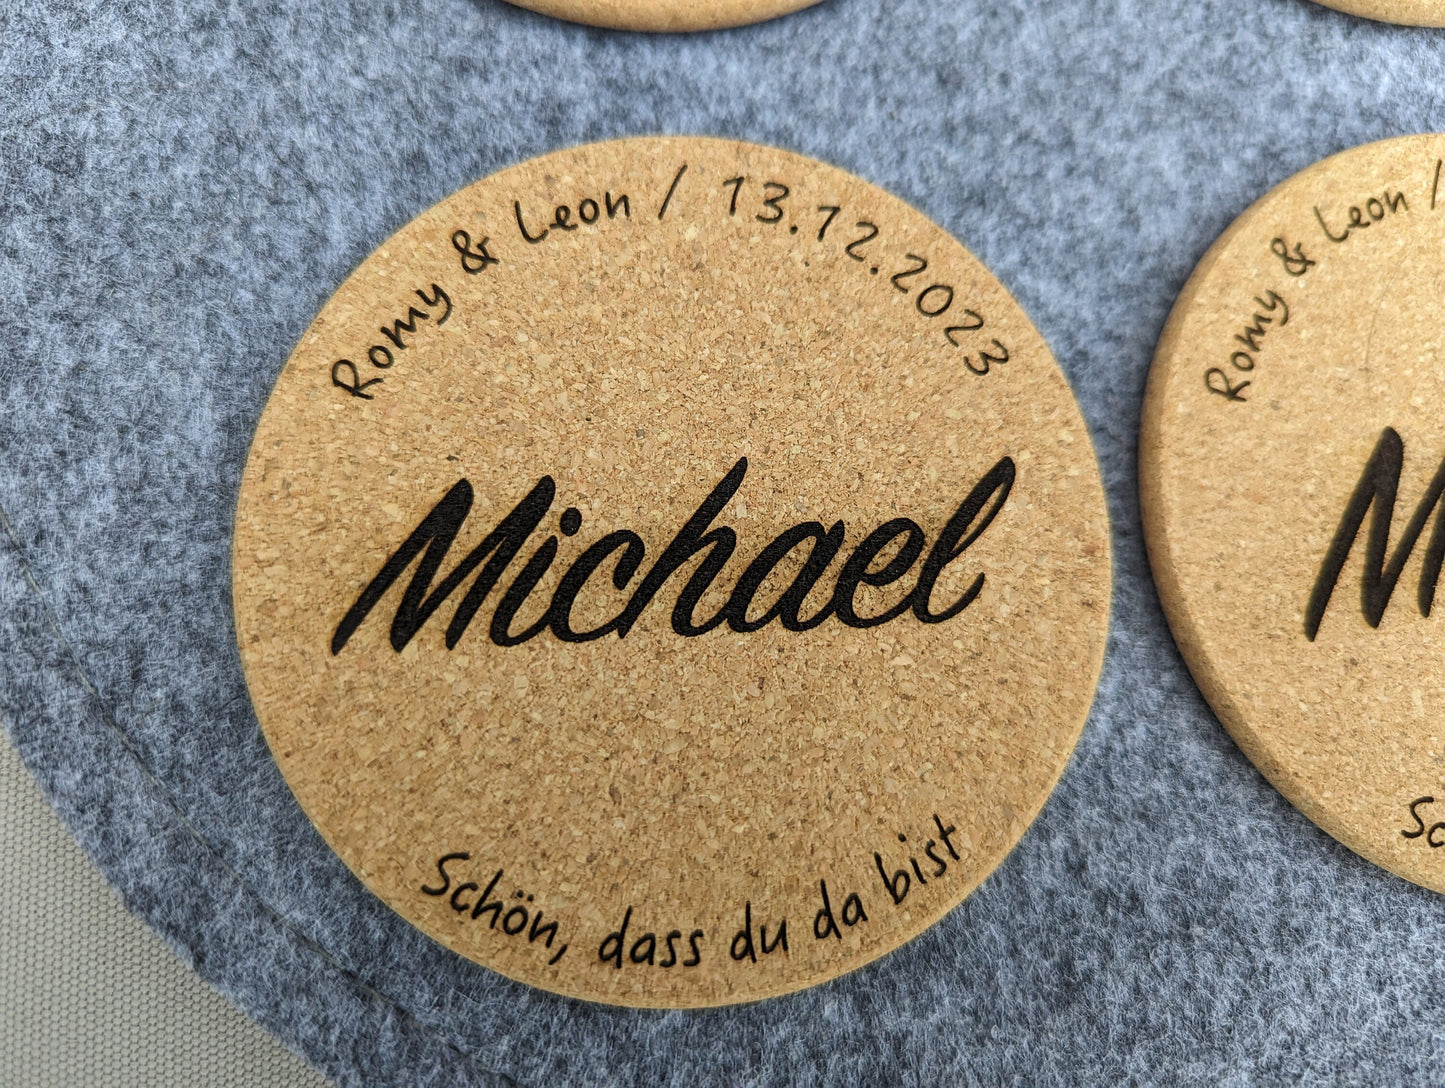 Romy & Leon / 13.12.2023
Michael
Schön, dass du da bist
Romy & Leon /